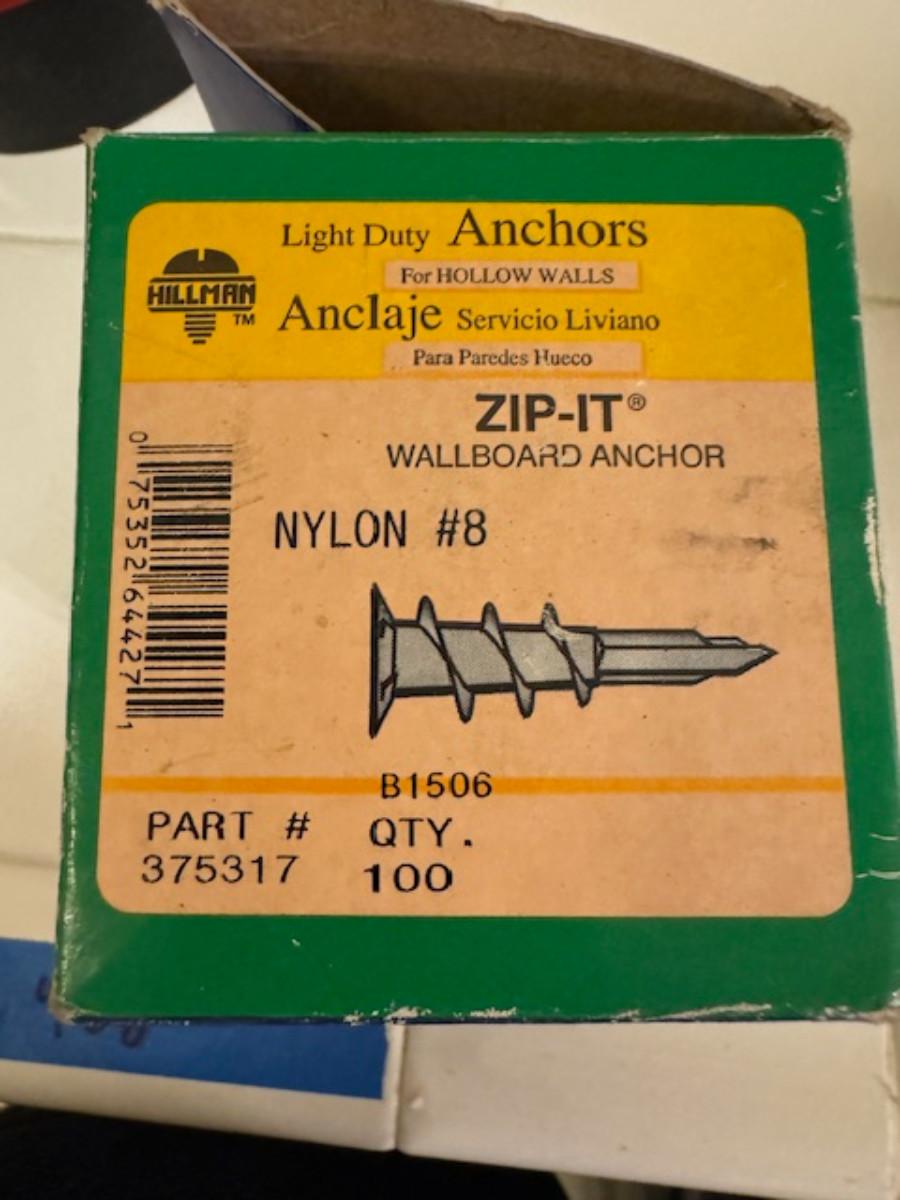 Light Duty Anchors
For HOLLOW WALLS
HILLMAN
TM
Anclaje Servicio Liviano
Para Paredes Hueco
ZIP-IT®
WALLBOARD ANCHOR
NYLON #8
0 75352 64427 1
B1506
PART # QTY.
375317 100